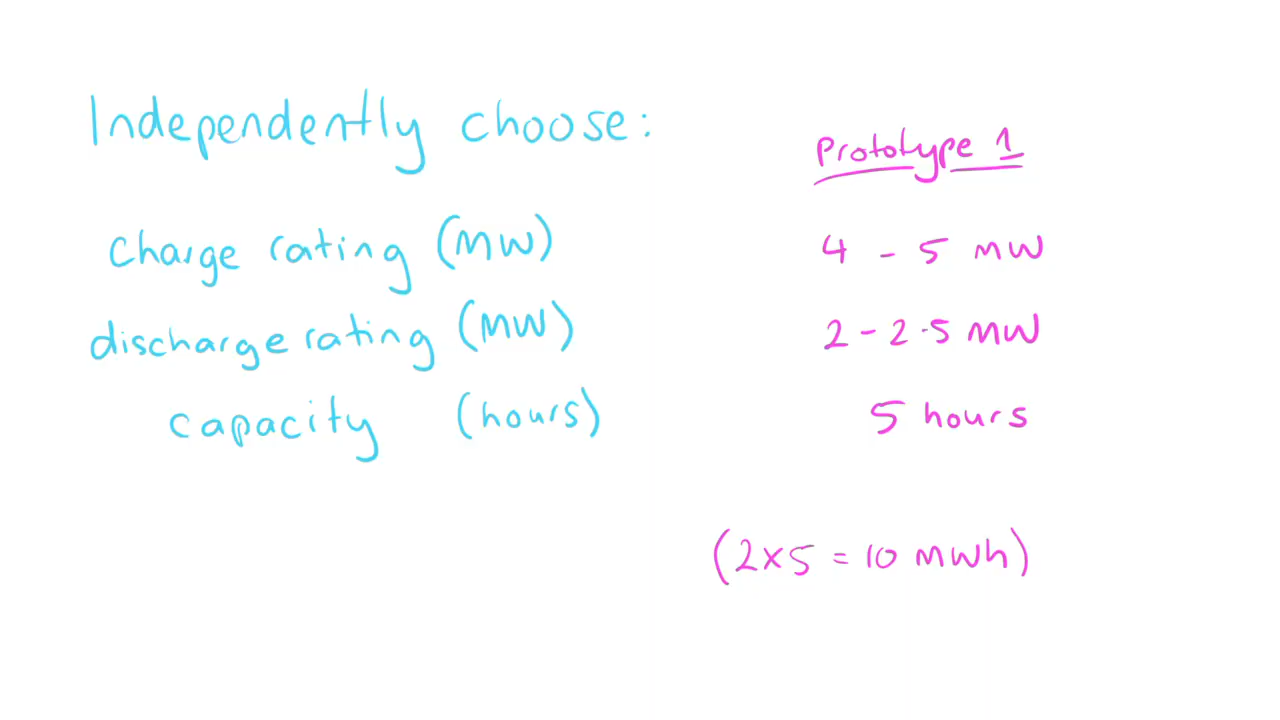 Independently choose:
charge rating (MW)
discharge rating (MW)
capacity (hours)
Prototype 1
4 - 5 MW
2 - 2.5 MW
5 hours
(2x5 = 10 MWh)